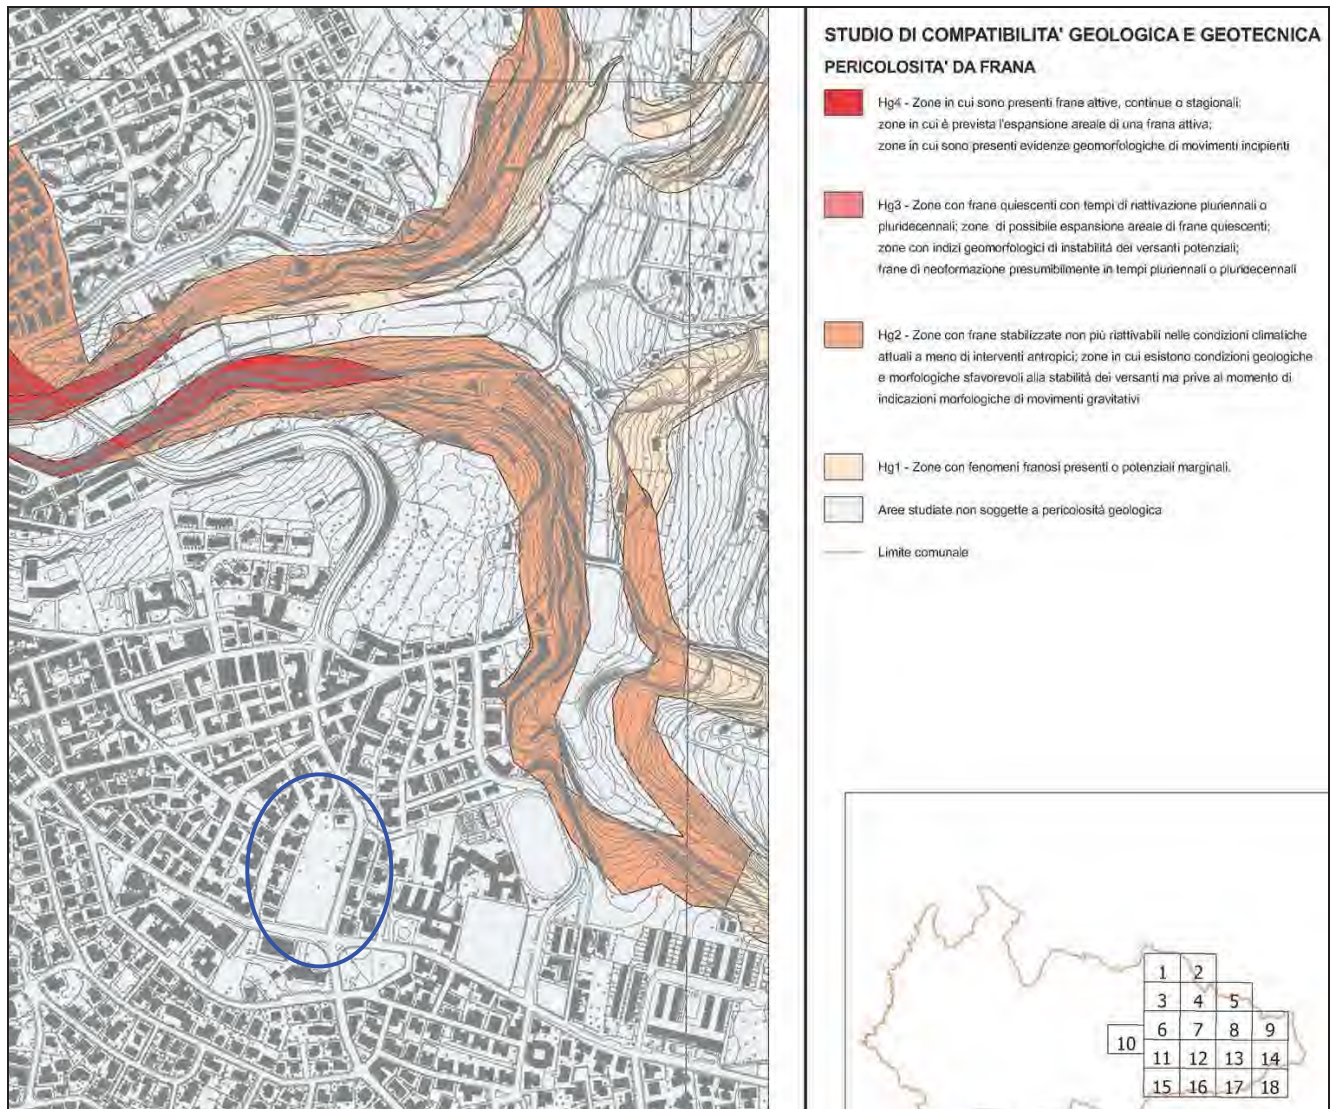 STUDIO DI COMPATIBILITA' GEOLOGICA E GEOTECNICA
PERICOLOSITA' DA FRANA
Hg4 - Zone in cui sono presenti frane attive, continue o stagionali;
zone in cui è prevista l'espansione areale di una frana attiva;
zone in cui sono presenti evidenze geomorfologiche di movimenti incipienti
Hg3 - Zone con frane quiescenti con tempi di riattivazione pluriennali o
pluridecennali; zone di possibile espansione areale di frane quiescenti;
zone con indizi geomorfologici di instabilità dei versanti potenziali;
frane di neoformazione presumibilmente in tempi pluriennali o pluridecennali
Hg2 - Zone con frane stabilizzate non più riattivabili nelle condizioni climatiche
attuali a meno di interventi antropici; zone in cui esistono condizioni geologiche
e morfologiche sfavorevoli alla stabilità dei versanti ma prive al momento di
indicazioni morfologiche di movimenti gravitativi
Hg1 - Zone con fenomeni franosi presenti o potenziali marginali.
Aree studiate non soggette a pericolosità geologica
Limite comunale
1 2
3 4 5
6 7 8 9
10
11 12 13 14
15 16 17 18